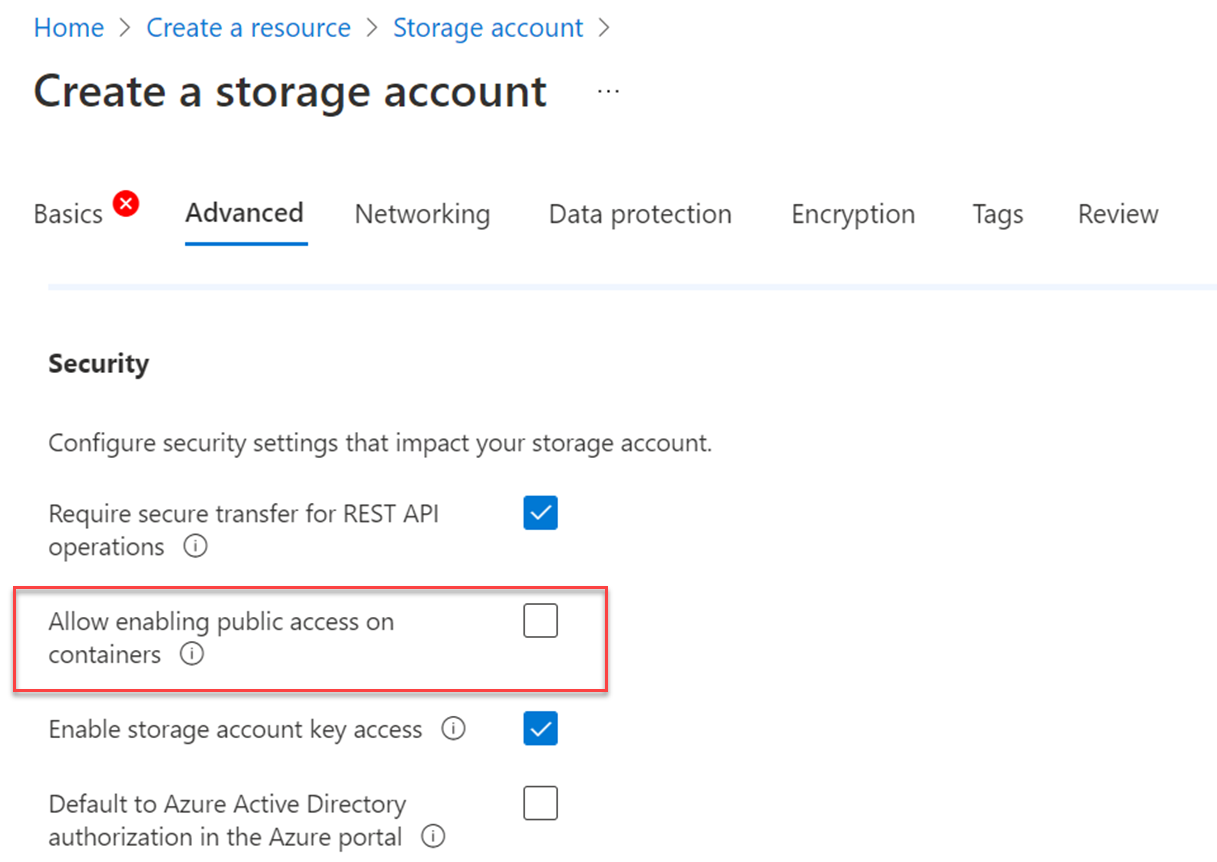 Home > Create a resource > Storage account >
Create a storage account ...
Basics Advanced Networking Data protection Encryption Tags Review
Security
Configure security settings that impact your storage account.
Require secure transfer for REST API
operations
Allow enabling public access on
containers
Enable storage account key access
Default to Azure Active Directory
authorization in the Azure portal